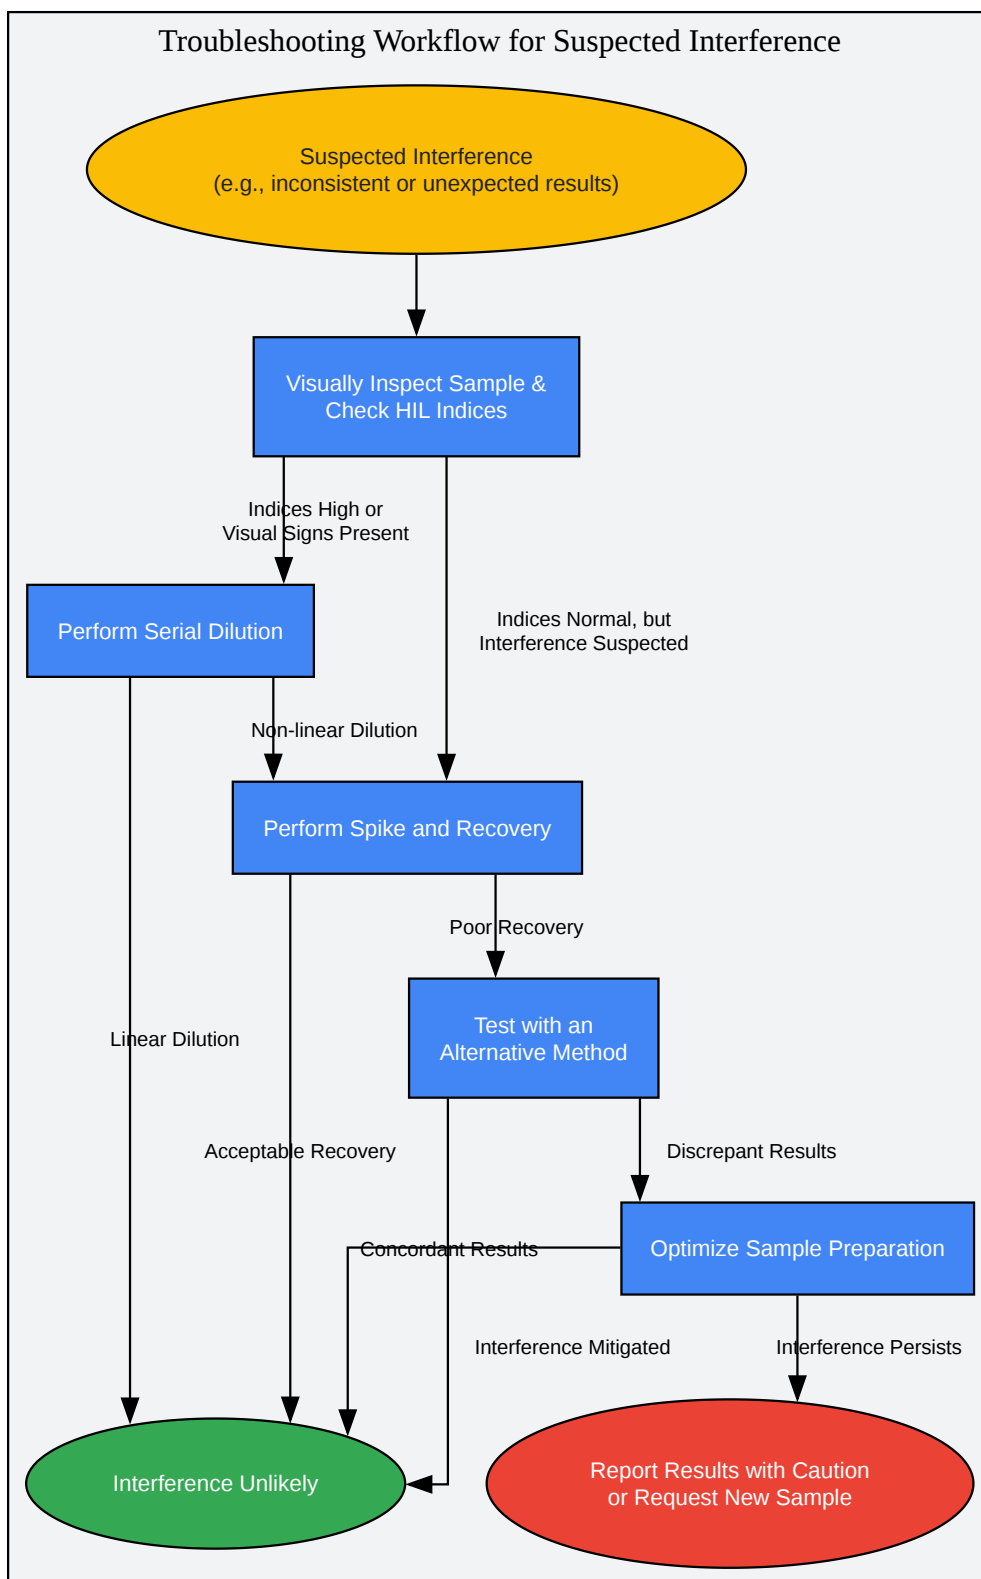 Troubleshooting Workflow for Suspected Interference
Suspected Interference
(e.g., inconsistent or unexpected results)
Visually Inspect Sample &
Check HIL Indices
Indices High or
Visual Signs Present
Perform Serial Dilution
Indices Normal, but
Interference Suspected
Non-linear Dilution
Perform Spike and Recovery
Poor Recovery
Test with an
Alternative Method
Linear Dilution
Acceptable Recovery
Discrepant Results
Concordant Results
Optimize Sample Preparation
Interference Mitigated
Interference Persists
Interference Unlikely
Report Results with Caution
or Request New Sample